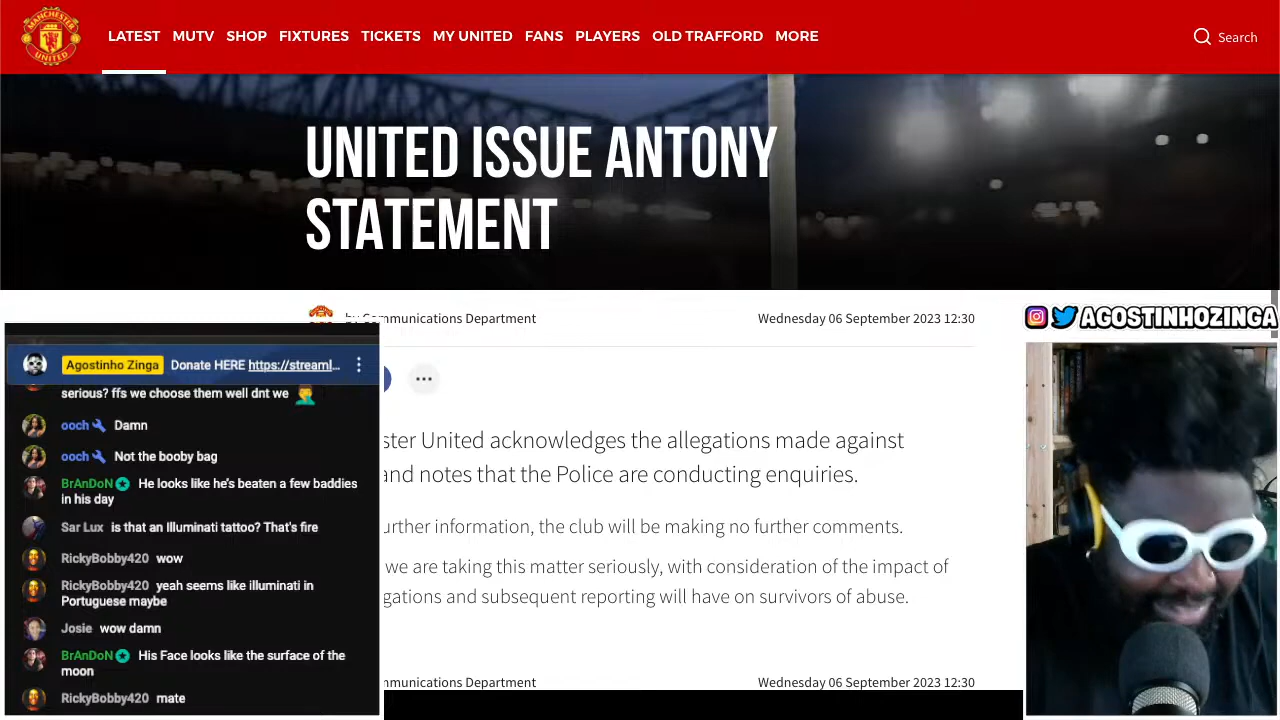 MANCHESTER
UNITED
LATEST MUTV SHOP FIXTURES TICKETS MY UNITED FANS PLAYERS OLD TRAFFORD MORE
Search
UNITED ISSUE ANTONY
STATEMENT
by Communications Department
Wednesday 06 September 2023 12:30
AGOSTINHOZINGA
ster United acknowledges the allegations made against
and notes that the Police are conducting enquiries.
urther information, the club will be making no further comments.
we are taking this matter seriously, with consideration of the impact of
gations and subsequent reporting will have on survivors of abuse.
mmunications Department
Wednesday 06 September 2023 12:30
Agostinho Zinga Donate HERE https://streaml...
serious? ffs we choose them well dnt we
ooch Damn
ooch Not the booby bag
BrAnDoN He looks like he's beaten a few baddies
in his day
Sar Lux is that an Illuminati tattoo? That's fire
RickyBobby420 wow
RickyBobby420 yeah seems like illuminati in
Portuguese maybe
Josie wow damn
BrAnDoN His Face looks like the surface of the
moon
RickyBobby420 mate